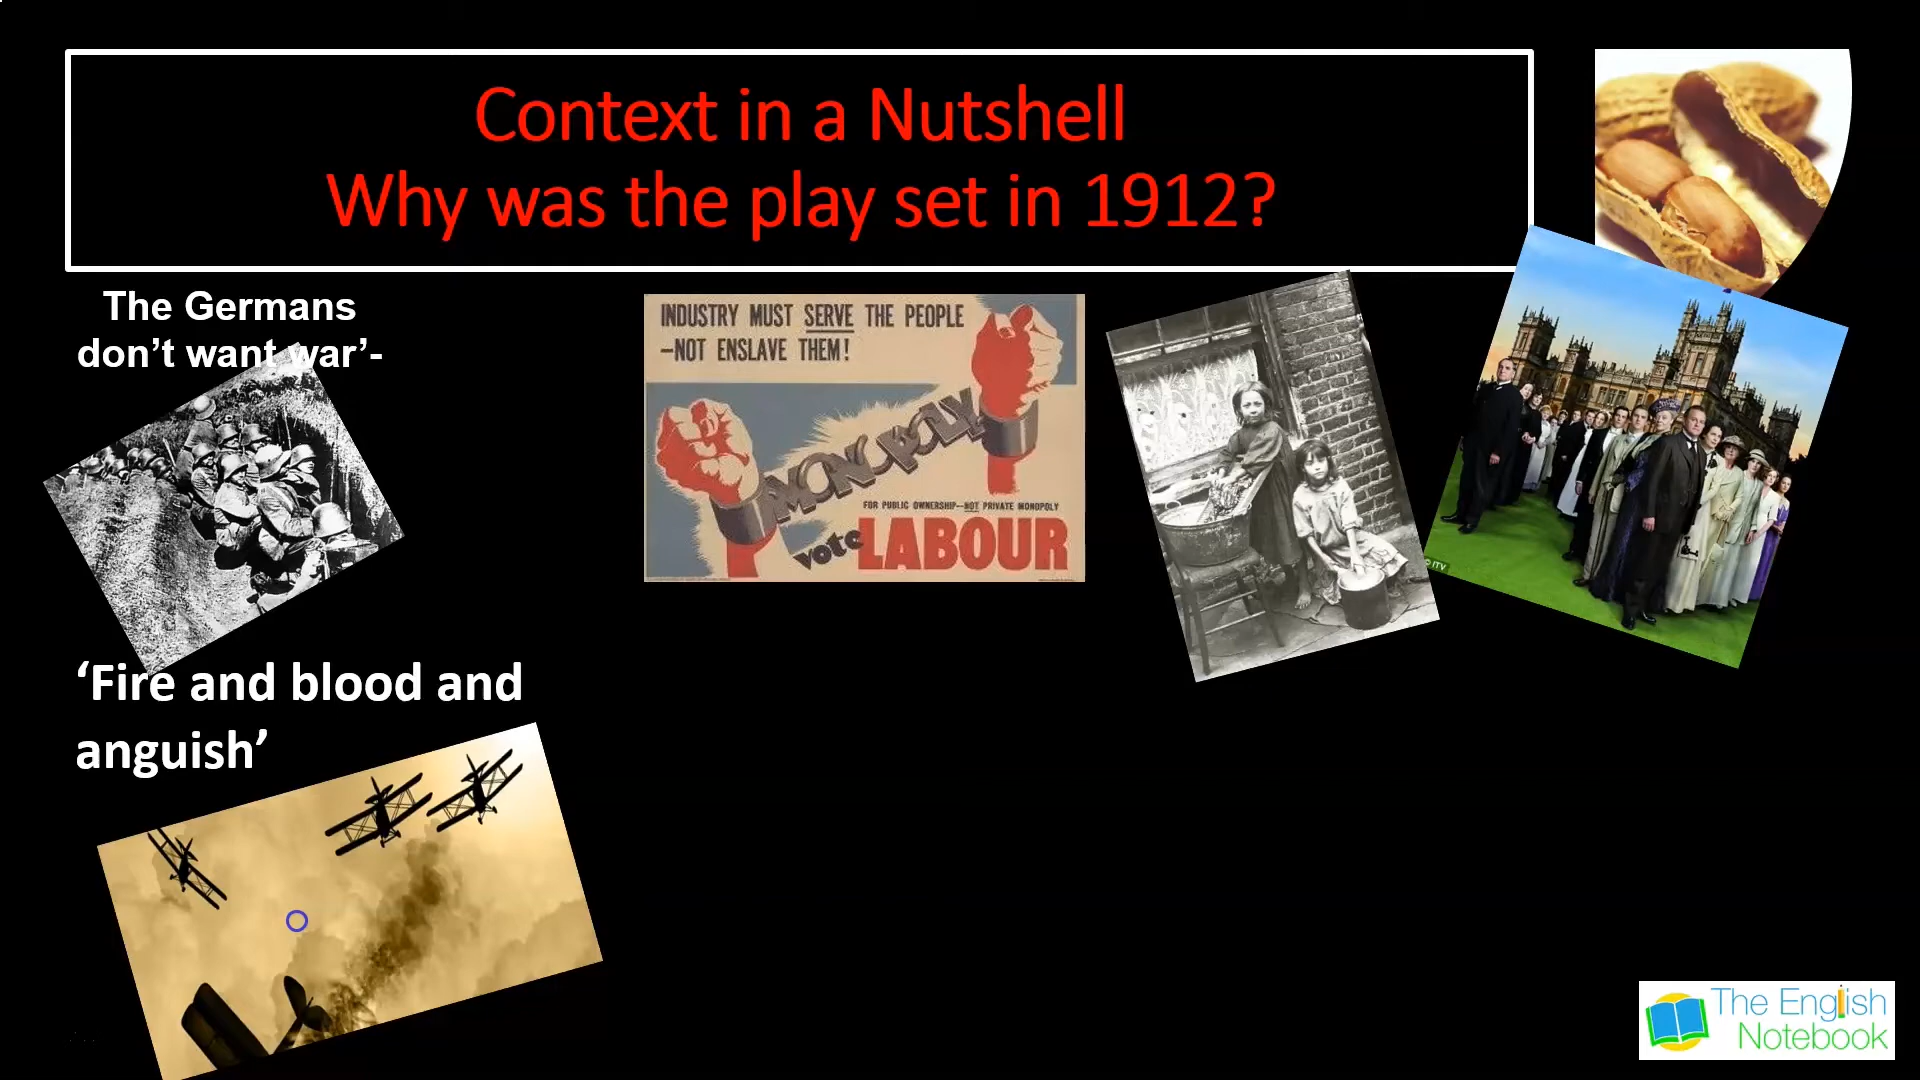 Context in a Nutshell
Why was the play set in 1912?
The Germans
don’t want war’-
INDUSTRY MUST SERVE THE PEOPLE
–NOT ENSLAVE THEM!
MONOPOLY
FOR PUBLIC OWNERSHIP–NOT PRIVATE MONOPOLY
vote LABOUR
© ITV
‘Fire and blood and
anguish’
The English
Notebook